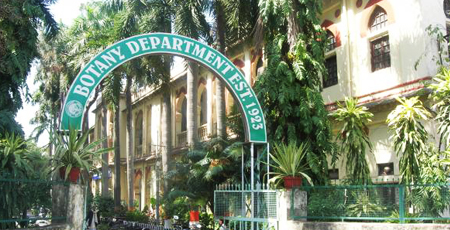 BOTANY DEPARTMENT EST. 1923